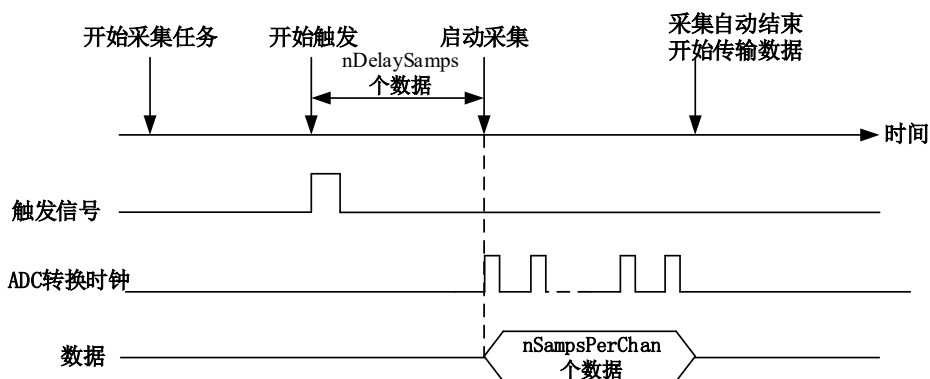 开始采集任务
开始触发
启动采集
采集自动结束
开始传输数据
nDelaySamps
个数据
时间
触发信号
ADC转换时钟
数据
nSampsPerChan
个数据